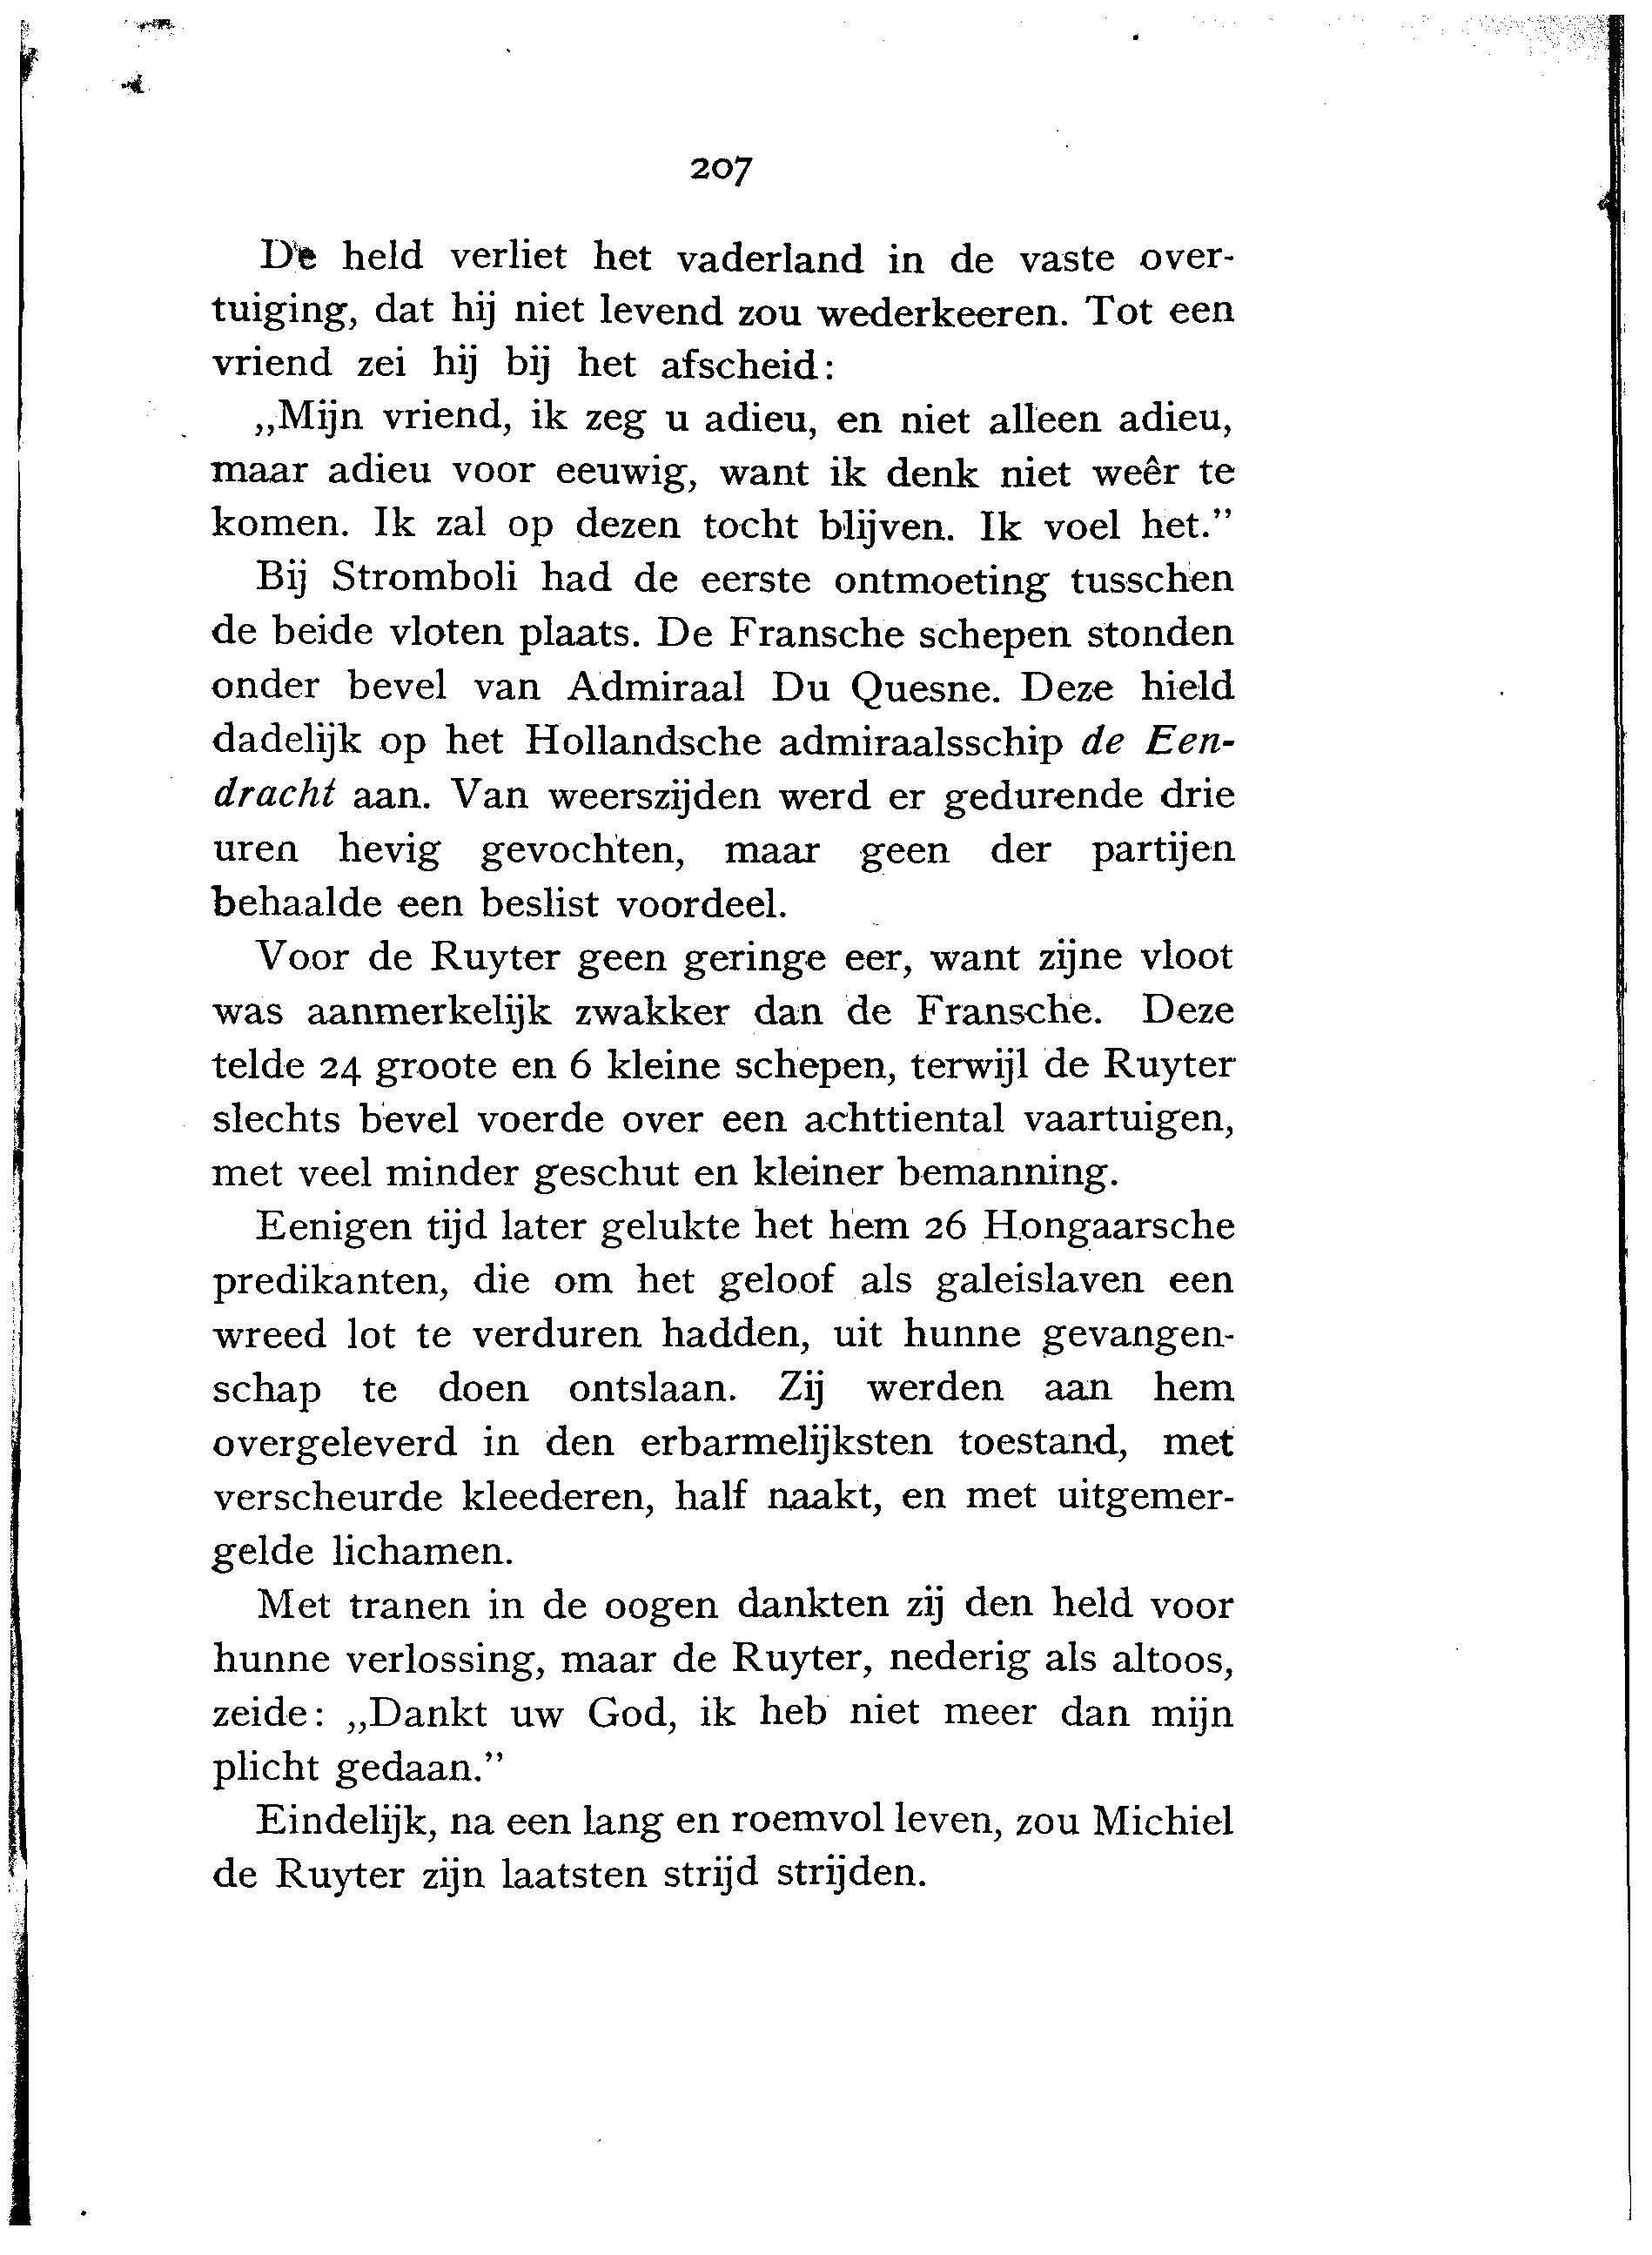 207
De held verliet het vaderland in de vaste over-
tuiging, dat hij niet levend zou wederkeeren. Tot een
vriend zei hij bij het afscheid:
„Mijn vriend, ik zeg u adieu, en niet alleen adieu,
maar adieu voor eeuwig, want ik denk niet weêr te
komen. Ik zal op dezen tocht blijven. Ik voel het.”
Bij Stromboli had de eerste ontmoeting tusschen
de beide vloten plaats. De Fransche schepen stonden
onder bevel van Admiraal Du Quesne. Deze hield
dadelijk op het Hollandsche admiraalsschip de Een-
dracht aan. Van weerszijden werd er gedurende drie
uren hevig gevochten, maar geen der partijen
behaalde een beslist voordeel.
Voor de Ruyter geen geringe eer, want zijne vloot
was aanmerkelijk zwakker dan de Fransche. Deze
telde 24 groote en 6 kleine schepen, terwijl de Ruyter
slechts bevel voerde over een achttiental vaartuigen,
met veel minder geschut en kleiner bemanning.
Eenigen tijd later gelukte het hem 26 Hongaarsche
predikanten, die om het geloof als galeislaven een
wreed lot te verduren hadden, uit hunne gevangen-
schap te doen ontslaan. Zij werden aan hem
overgeleverd in den erbarmelijksten toestand, met
verscheurde kleederen, half naakt, en met uitgemer-
gelde lichamen.
Met tranen in de oogen dankten zij den held voor
hunne verlossing, maar de Ruyter, nederig als altoos,
zeide: „Dankt uw God, ik heb niet meer dan mijn
plicht gedaan.”
Eindelijk, na een lang en roemvol leven, zou Michiel
de Ruyter zijn laatsten strijd strijden.